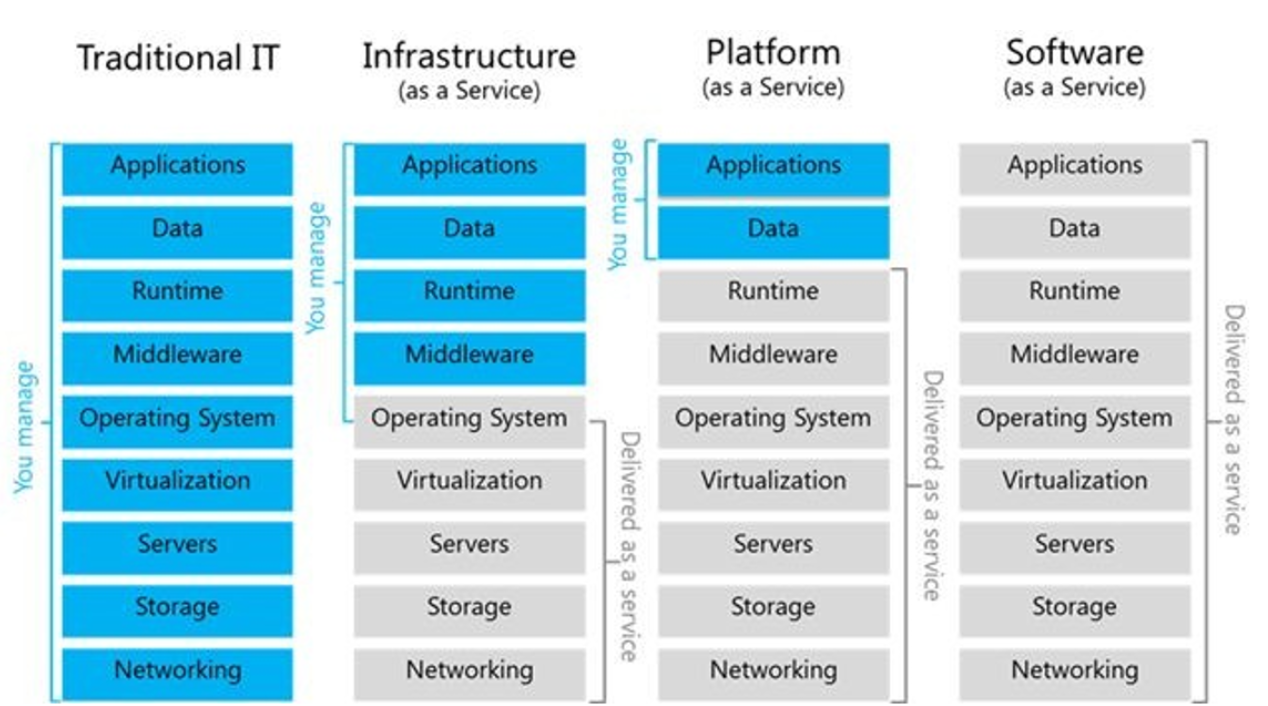 Traditional IT
You manage
Applications
Data
Runtime
Middleware
Operating System
Virtualization
Servers
Storage
Networking
Infrastructure
(as a Service)
You manage
Applications
Data
Runtime
Middleware
Operating System
Virtualization
Servers
Storage
Networking
Delivered as a service
Platform
(as a Service)
You manage
Applications
Data
Runtime
Middleware
Operating System
Virtualization
Servers
Storage
Networking
Delivered as a service
Software
(as a Service)
Applications
Data
Runtime
Middleware
Operating System
Virtualization
Servers
Storage
Networking
Delivered as a service